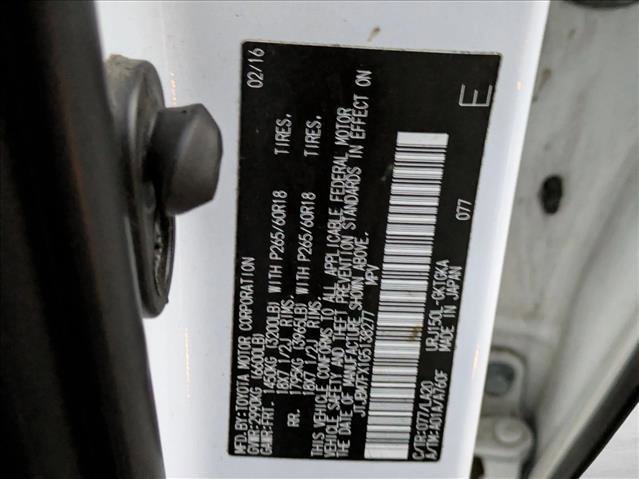 MFD.BY:TOYOTA MOTOR CORPORATION 02/16
GVWR:2990KG (6600LB)
GAWR:FRT. 1450KG (3200LB) WITH P265/60R18 TIRES,
18X7 1/2J RIMS,
RR. 1795KG (3965LB) WITH P265/60R18 TIRES,
18X7 1/2J RIMS.
THIS VEHICLE CONFORMS TO ALL APPLICABLE FEDERAL MOTOR
VEHICLE SAFETY AND THEFT PREVENTION STANDARDS IN EFFECT ON
THE DATE OF MANUFACTURE SHOWN ABOVE.
JTJBM7FX1G5136277 MPV
077
C/TR:077/LA20 URJ150L-GKTGKA
A/TM:A01A/A760F MADE IN JAPAN
E